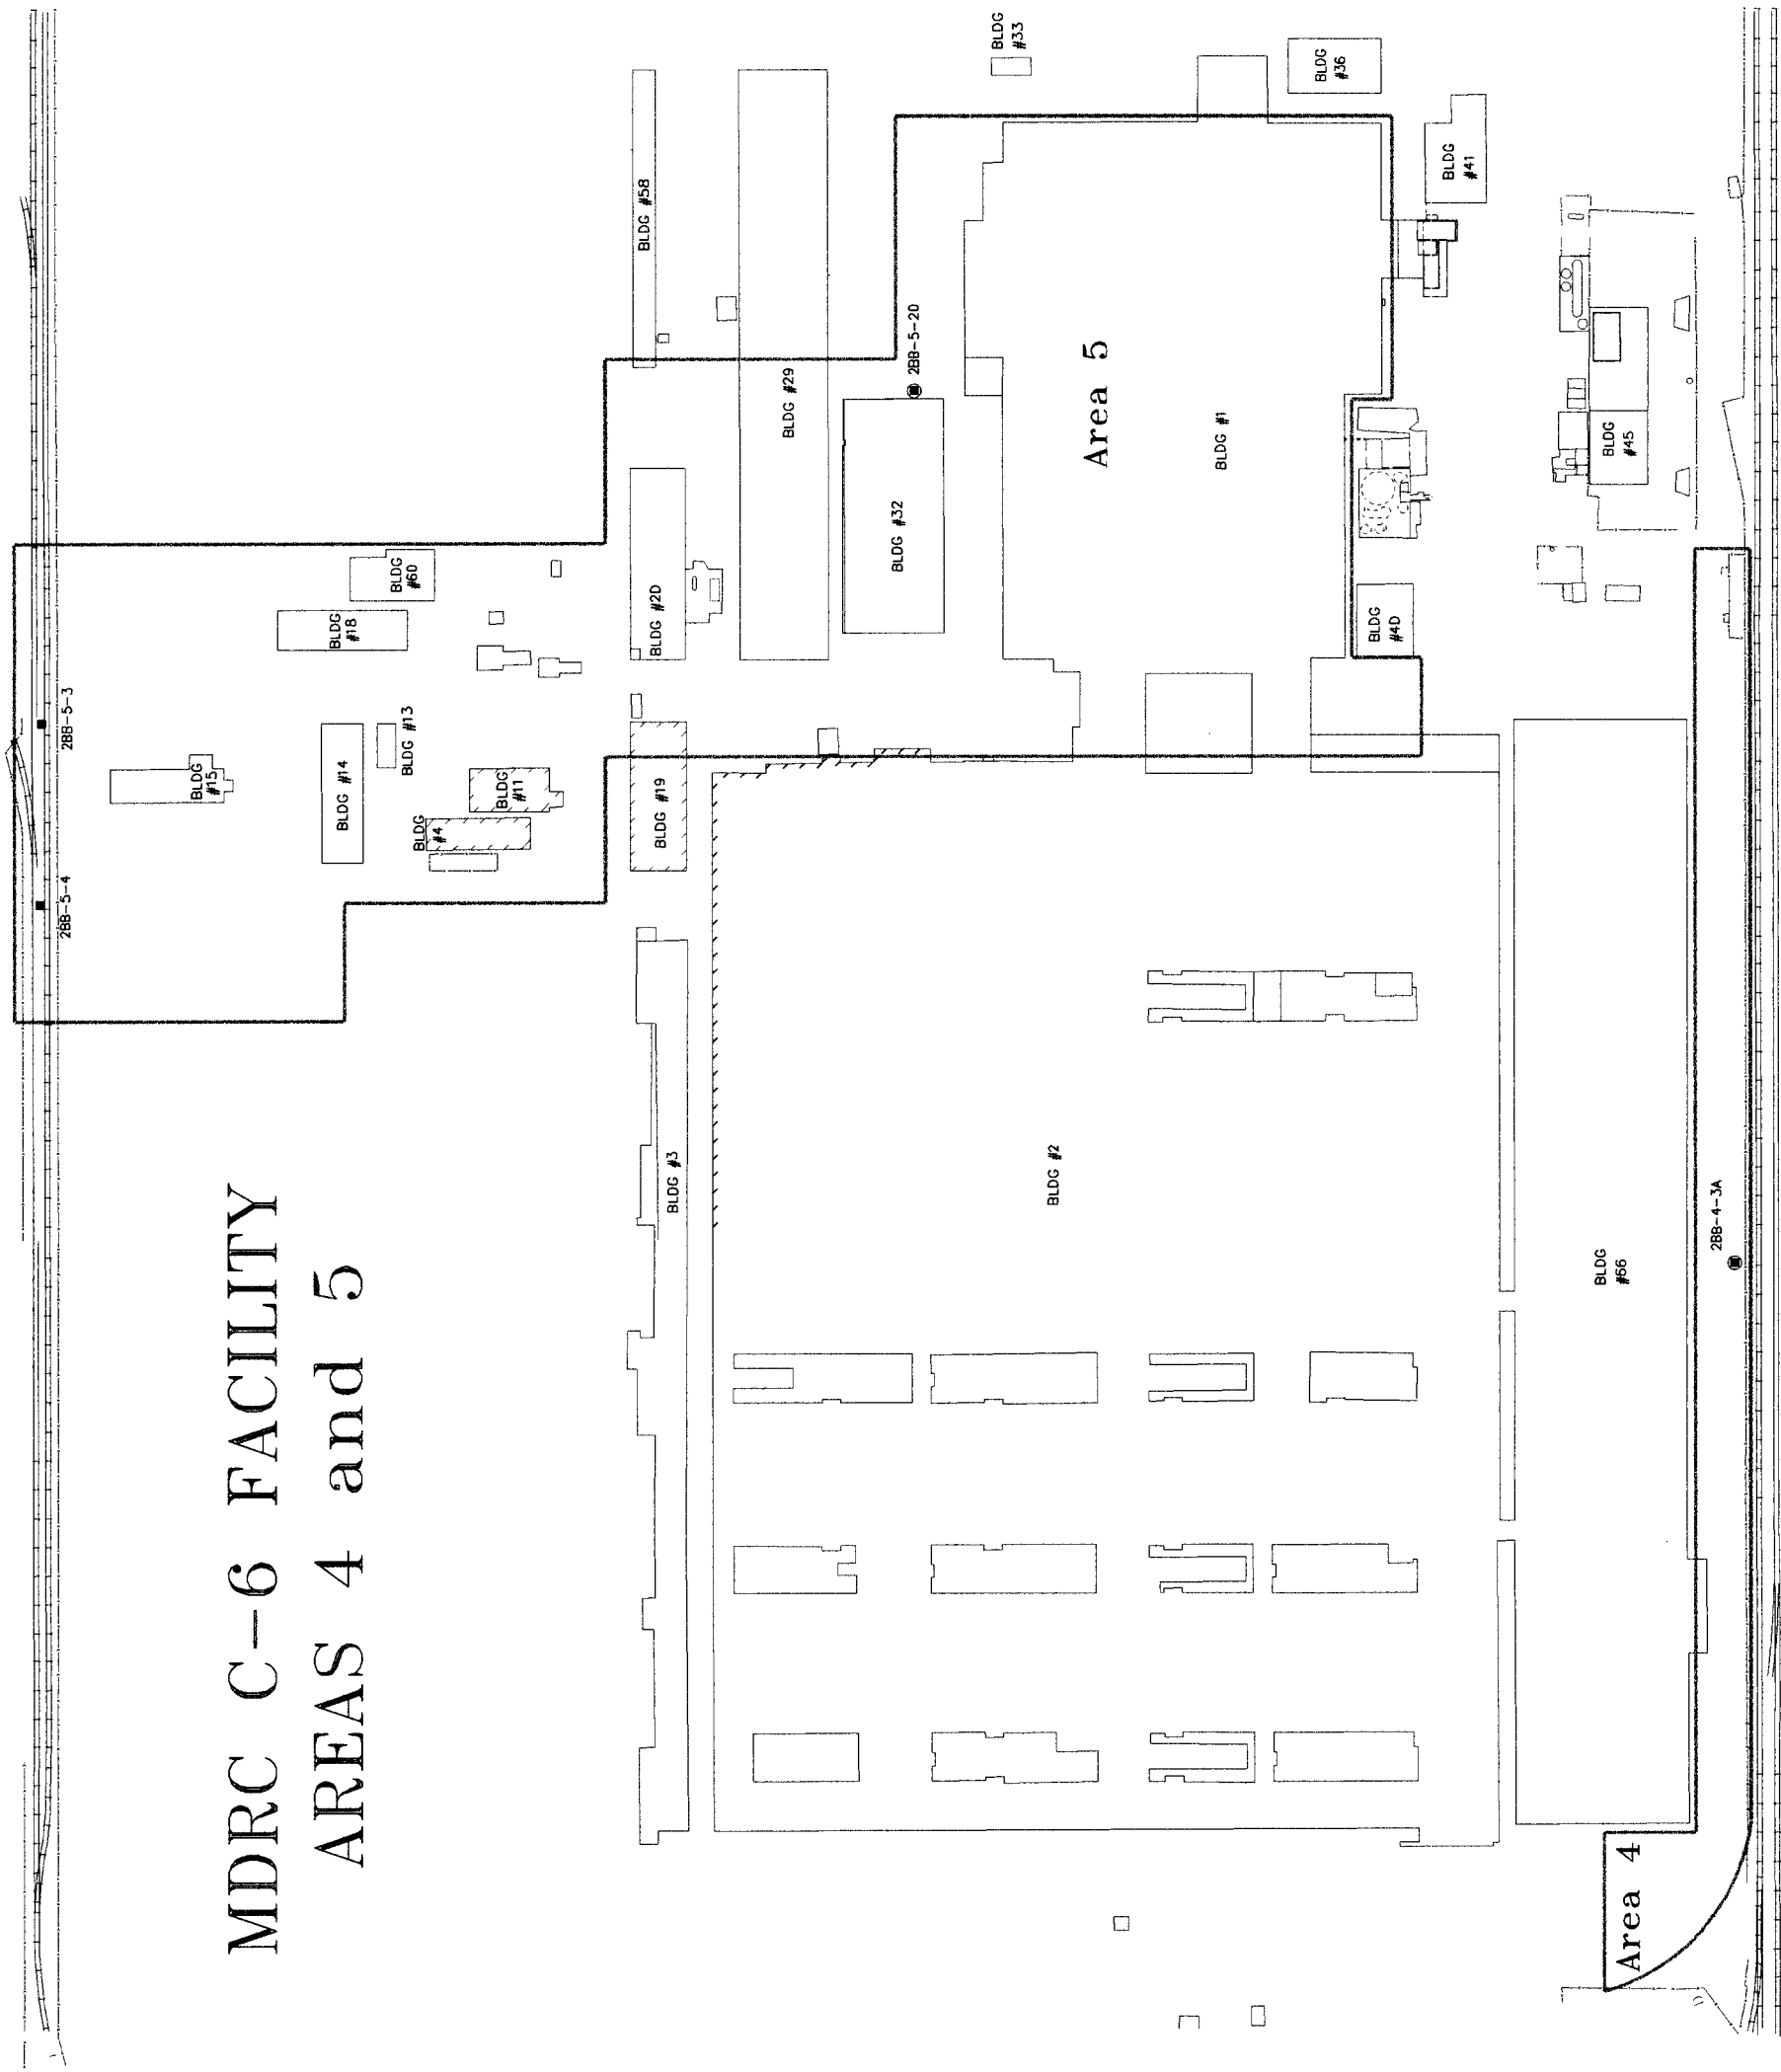 MDRC C-6 FACILITY
AREAS 4 and 5
2BB-5-4
2BB-5-3
BLDG
#15
BLDG #14
BLDG #13
BLDG
#18
BLDG
#60
BLDG
#4
BLDG
#11
BLDG #3
BLDG #19
BLDG #2D
BLDG #58
BLDG #29
BLDG #32
2BB-5-20
BLDG
#33
BLDG #2
Area 5
BLDG #1
BLDG
#36
BLDG
#4D
BLDG
#41
BLDG
#66
BLDG
#45
Area 4
2BB-4-3A